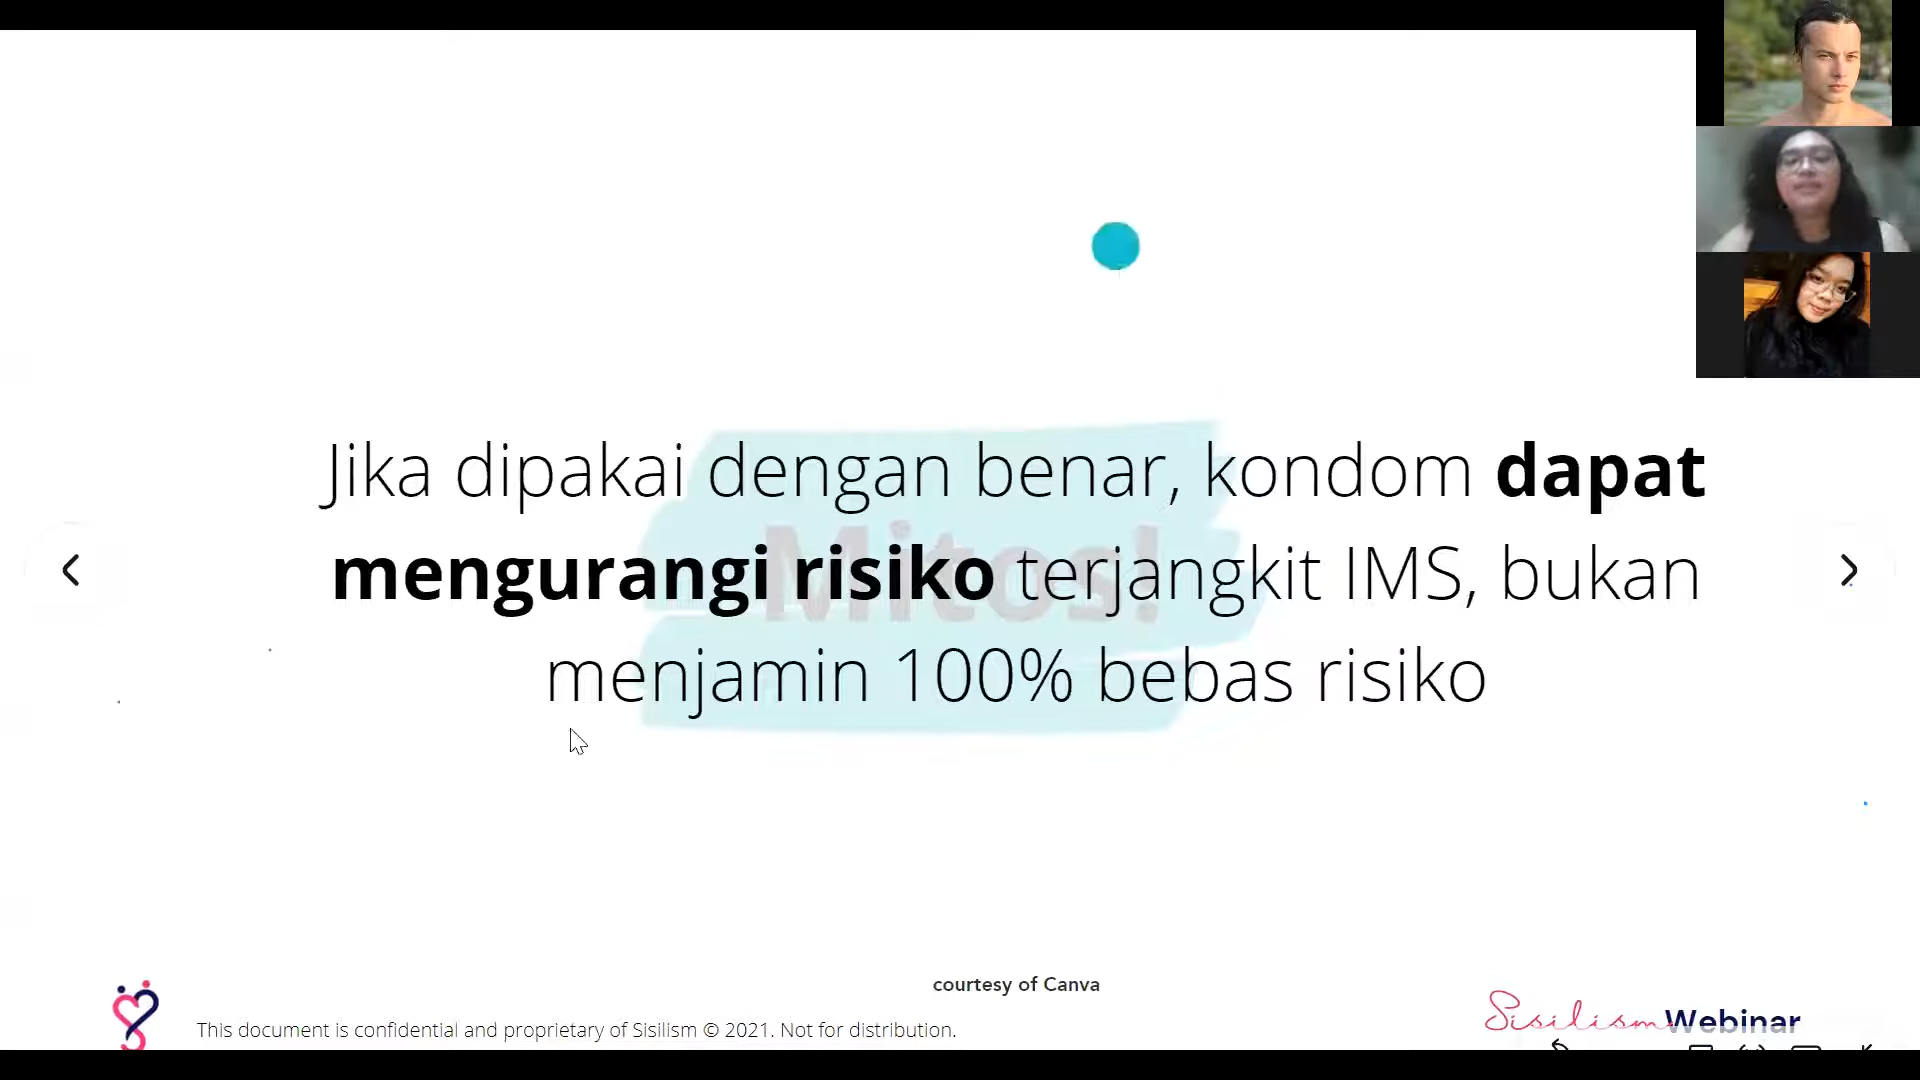 Jika dipakai dengan benar, kondom dapat
mengurangi risiko terjangkit IMS, bukan
menjamin 100% bebas risiko
Mitos!
courtesy of Canva
This document is confidential and proprietary of Sisilism © 2021. Not for distribution.
Sisilism Webinar